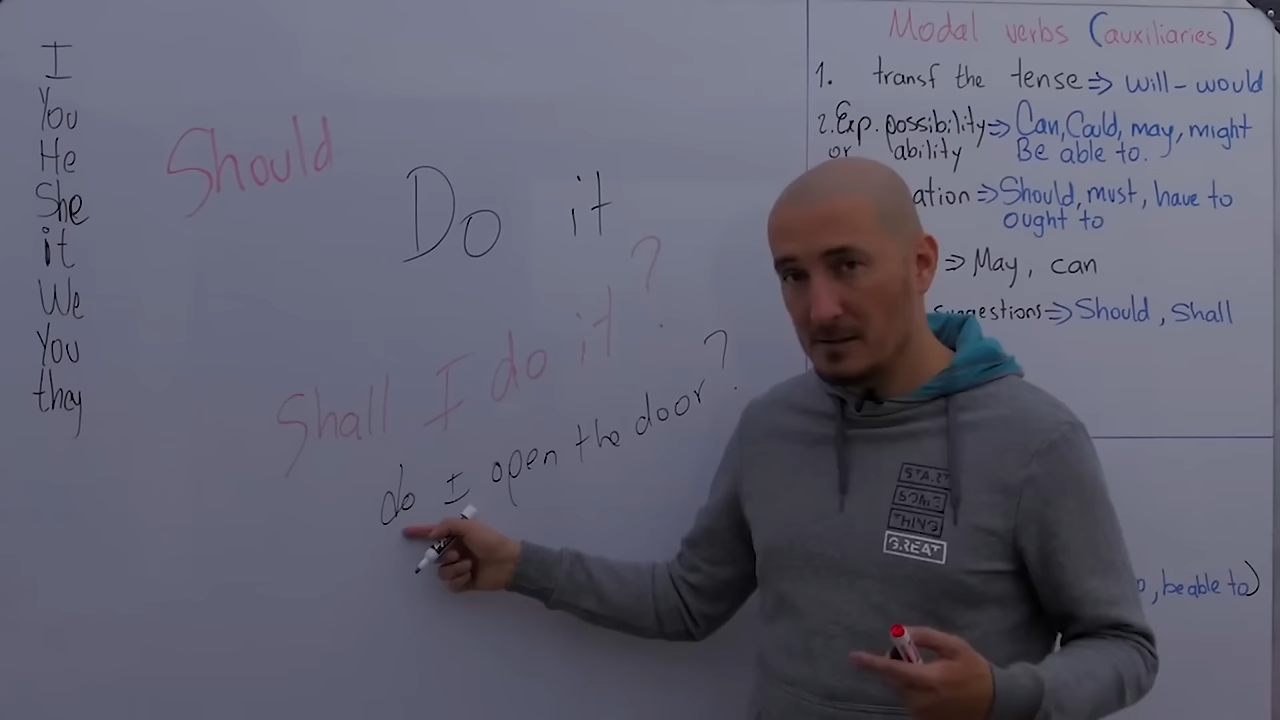 I
You
He
She
it
We
You
they
Should
Do it
Shall I do it?
do I open the door?
Modal verbs (auxiliaries)
1. transf the tense ⇒ will - would
2. Exp. possibility ⇒ Can, Could, may, might
or ability Be able to.
ation ⇒ Should, must, have to
ought to
⇒ May, can
suggestions ⇒ Should, Shall
, be able to)
START
SOME
THING
GREAT